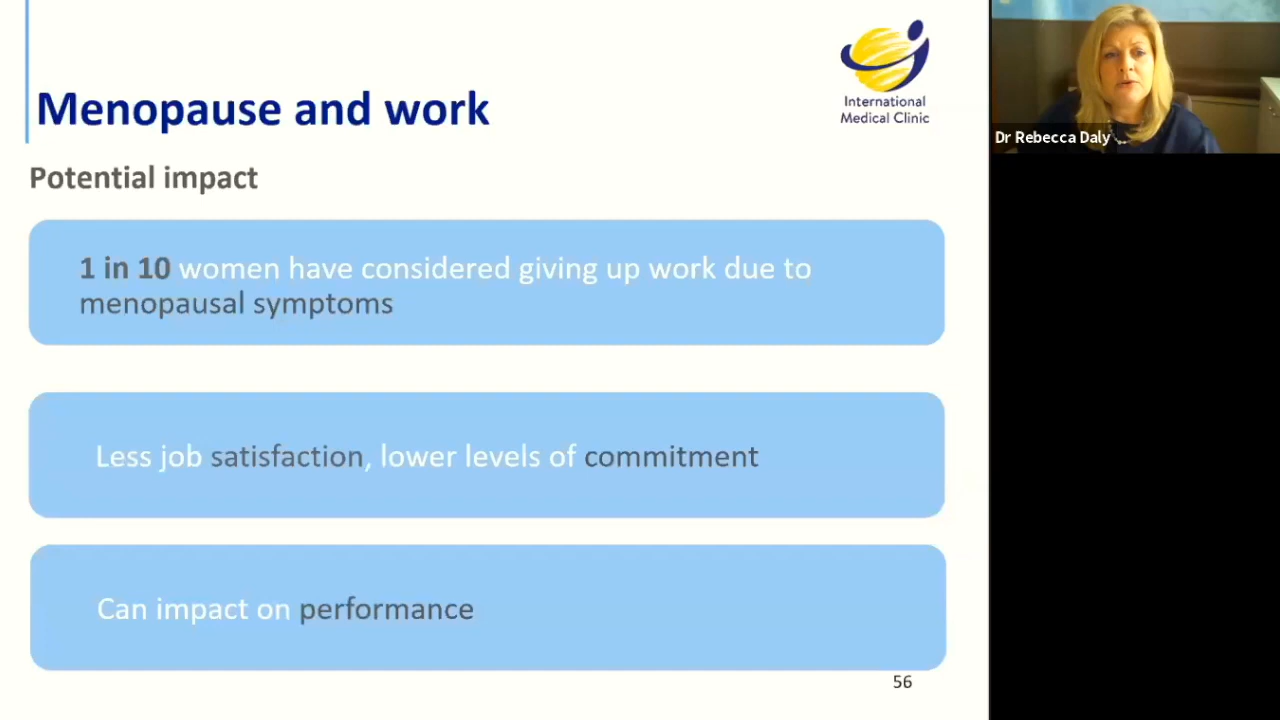 Menopause and work
International
Medical Clinic
Dr Rebecca Daly
Potential impact
1 in 10 women have considered giving up work due to
menopausal symptoms
Less job satisfaction, lower levels of commitment
Can impact on performance
56